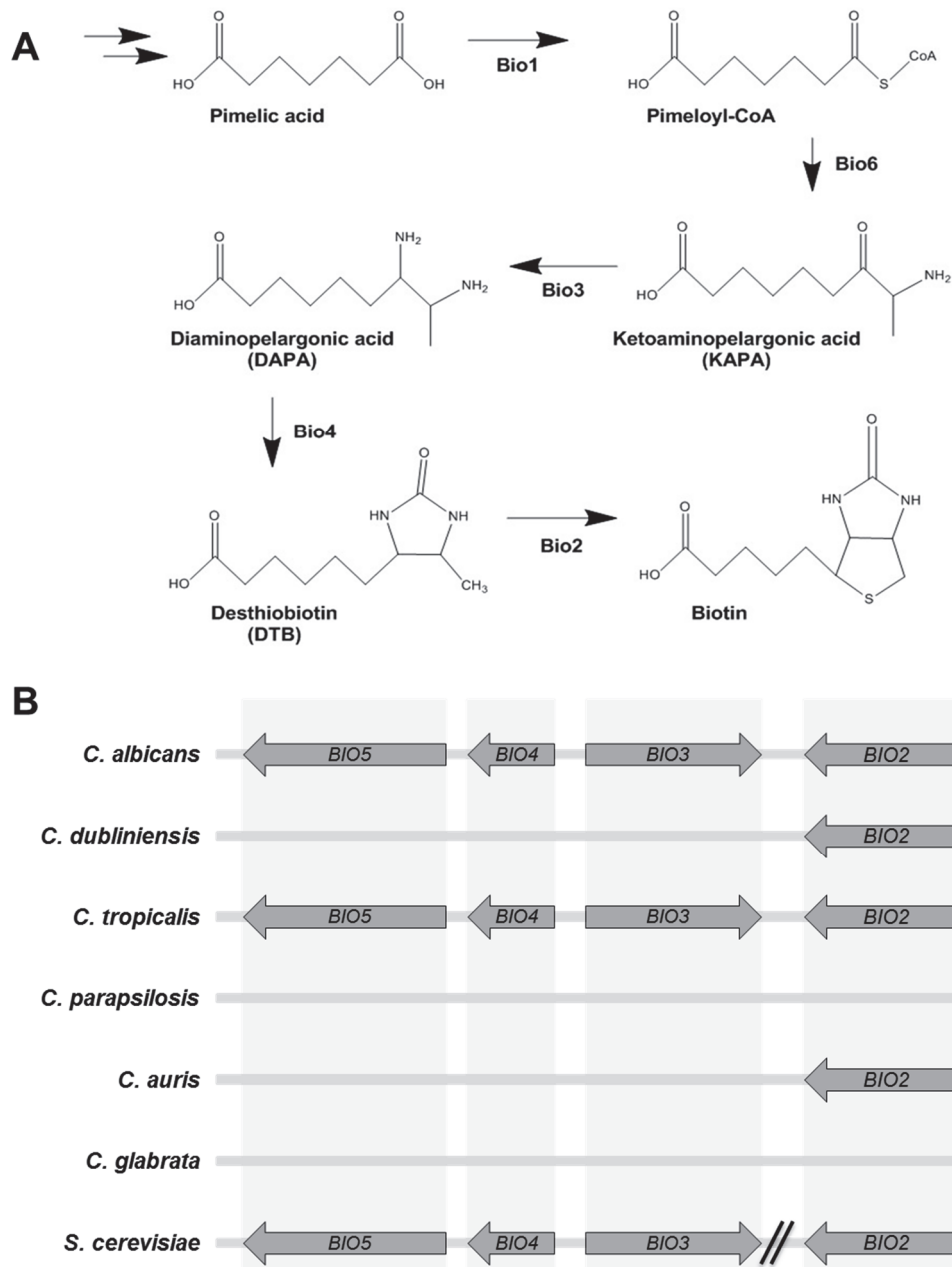 A
O
O
HO
OH
Pimelic acid
Bio1
O
O
HO
S
CoA
Pimeloyl-CoA
Bio6
O
NH2
NH2
HO
Diaminopelargonic acid
(DAPA)
Bio3
O
O
NH2
HO
Ketoaminopelargonic acid
(KAPA)
Bio4
O
O
HN
NH
HO
CH3
Desthiobiotin
(DTB)
Bio2
O
O
HN
NH
HO
S
Biotin
B
C. albicans BIO5 BIO4 BIO3 BIO2
C. dubliniensis BIO2
C. tropicalis BIO5 BIO4 BIO3 BIO2
C. parapsilosis
C. auris BIO2
C. glabrata
S. cerevisiae BIO5 BIO4 BIO3 BIO2